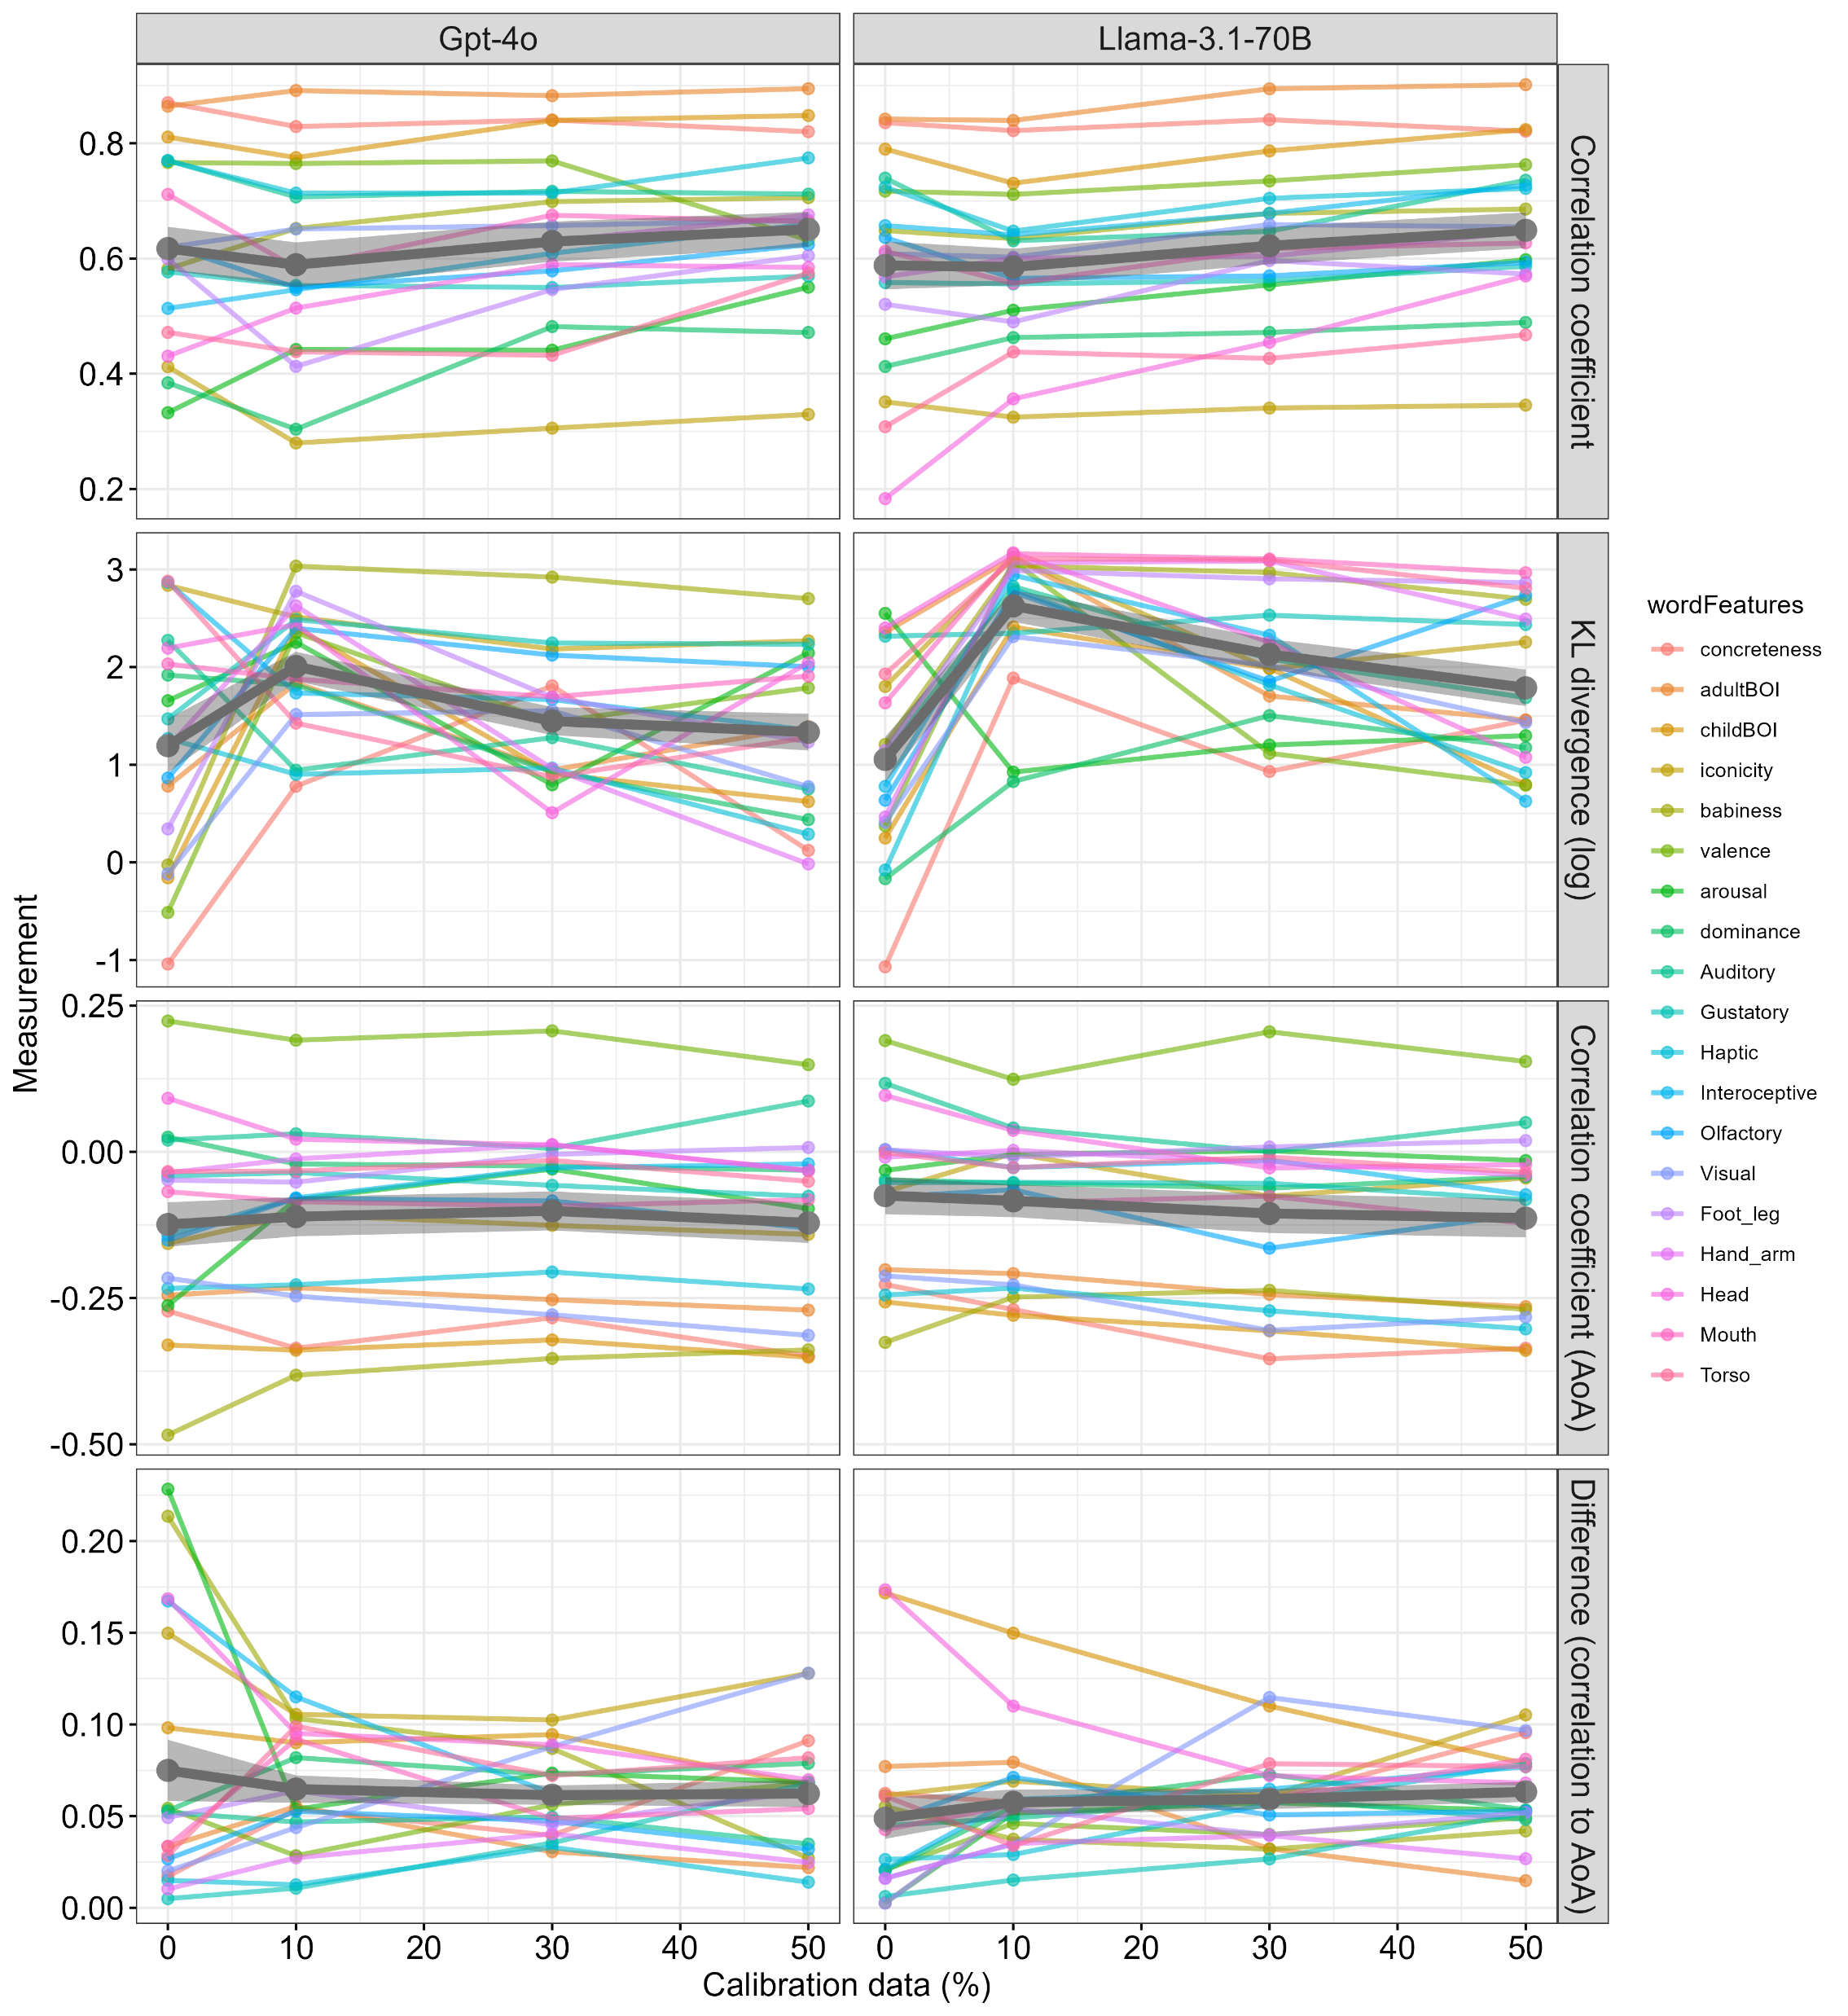 Gpt-4o
Llama-3.1-70B
0.8
0.6
0.4
0.2
Correlation coefficient
3
2
1
0
-1
KL divergence (log)
0.25
0.00
-0.25
-0.50
Correlation coefficient (AoA)
0.20
0.15
0.10
0.05
0.00
Difference (correlation to AoA)
Measurement
0 10 20 30 40 50
0 10 20 30 40 50
Calibration data (%)
wordFeatures
concreteness
adultBOI
childBOI
iconicity
babiness
valence
arousal
dominance
Auditory
Gustatory
Haptic
Interoceptive
Olfactory
Visual
Foot_leg
Hand_arm
Head
Mouth
Torso